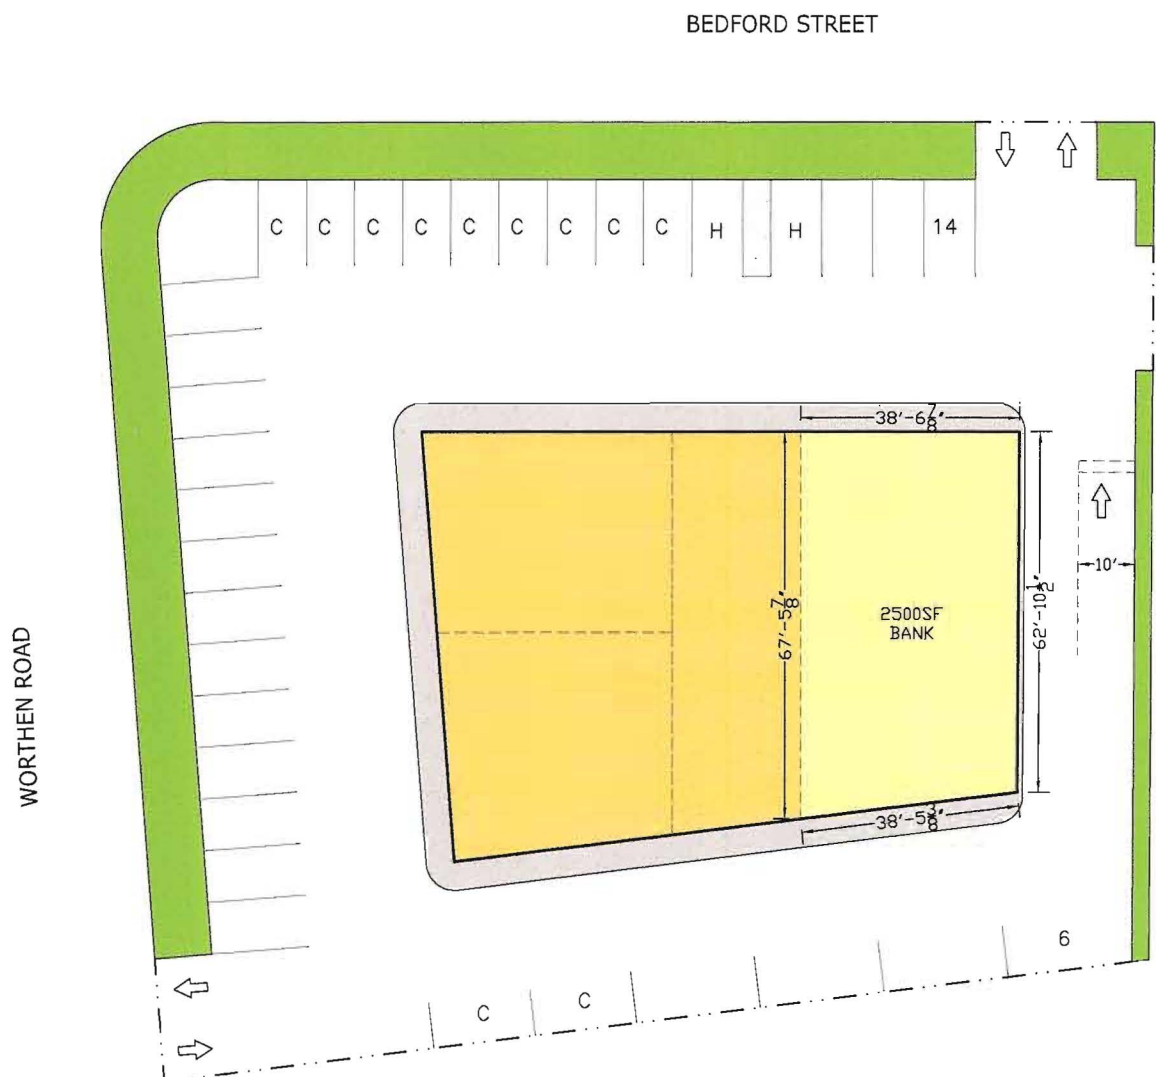 BEDFORD STREET
C C C C C C C C C H H 14
38'-6 7/8"
10'
67'-5 7/8"
2500SF
BANK
62'-10 1/2"
WORTHEN ROAD
38'-5 3/8"
6
C C